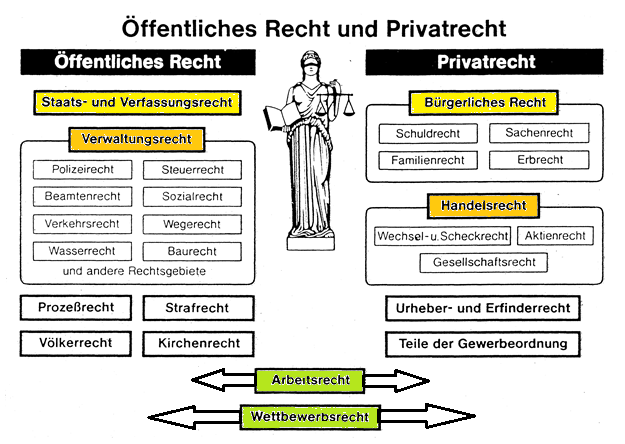 Öffentliches Recht und Privatrecht
Öffentliches Recht
Staats- und Verfassungsrecht
Verwaltungsrecht
Polizeirecht
Steuerrecht
Beamtenrecht
Sozialrecht
Verkehrsrecht
Wegerecht
Wasserrecht
Baurecht
und andere Rechtsgebiete
Prozeßrecht
Strafrecht
Völkerrecht
Kirchenrecht
Privatrecht
Bürgerliches Recht
Schuldrecht
Sachenrecht
Familienrecht
Erbrecht
Handelsrecht
Wechsel-u.Scheckrecht
Aktienrecht
Gesellschaftsrecht
Urheber- und Erfinderrecht
Teile der Gewerbeordnung
Arbeitsrecht
Wettbewerbsrecht